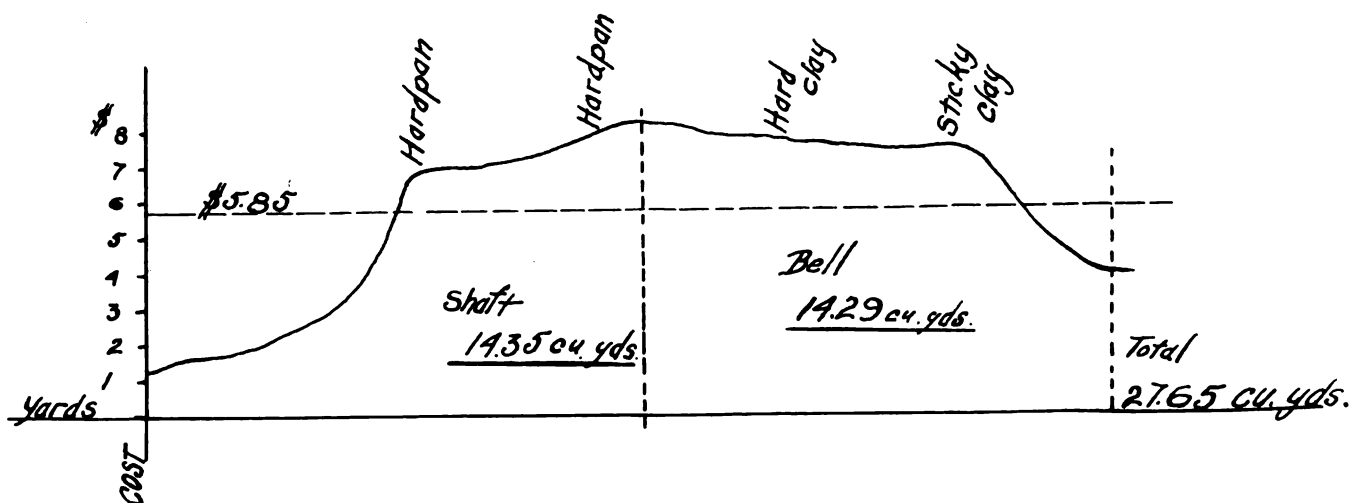 Hardpan
Hardpan
Hard
clay
Sticky
clay
$ 8
7
$5.85
6
5
4
3
2
1
Shaft
14.35 cu. yds.
Bell
14.29 cu. yds.
Total
27.65 cu. yds.
Yards
COST